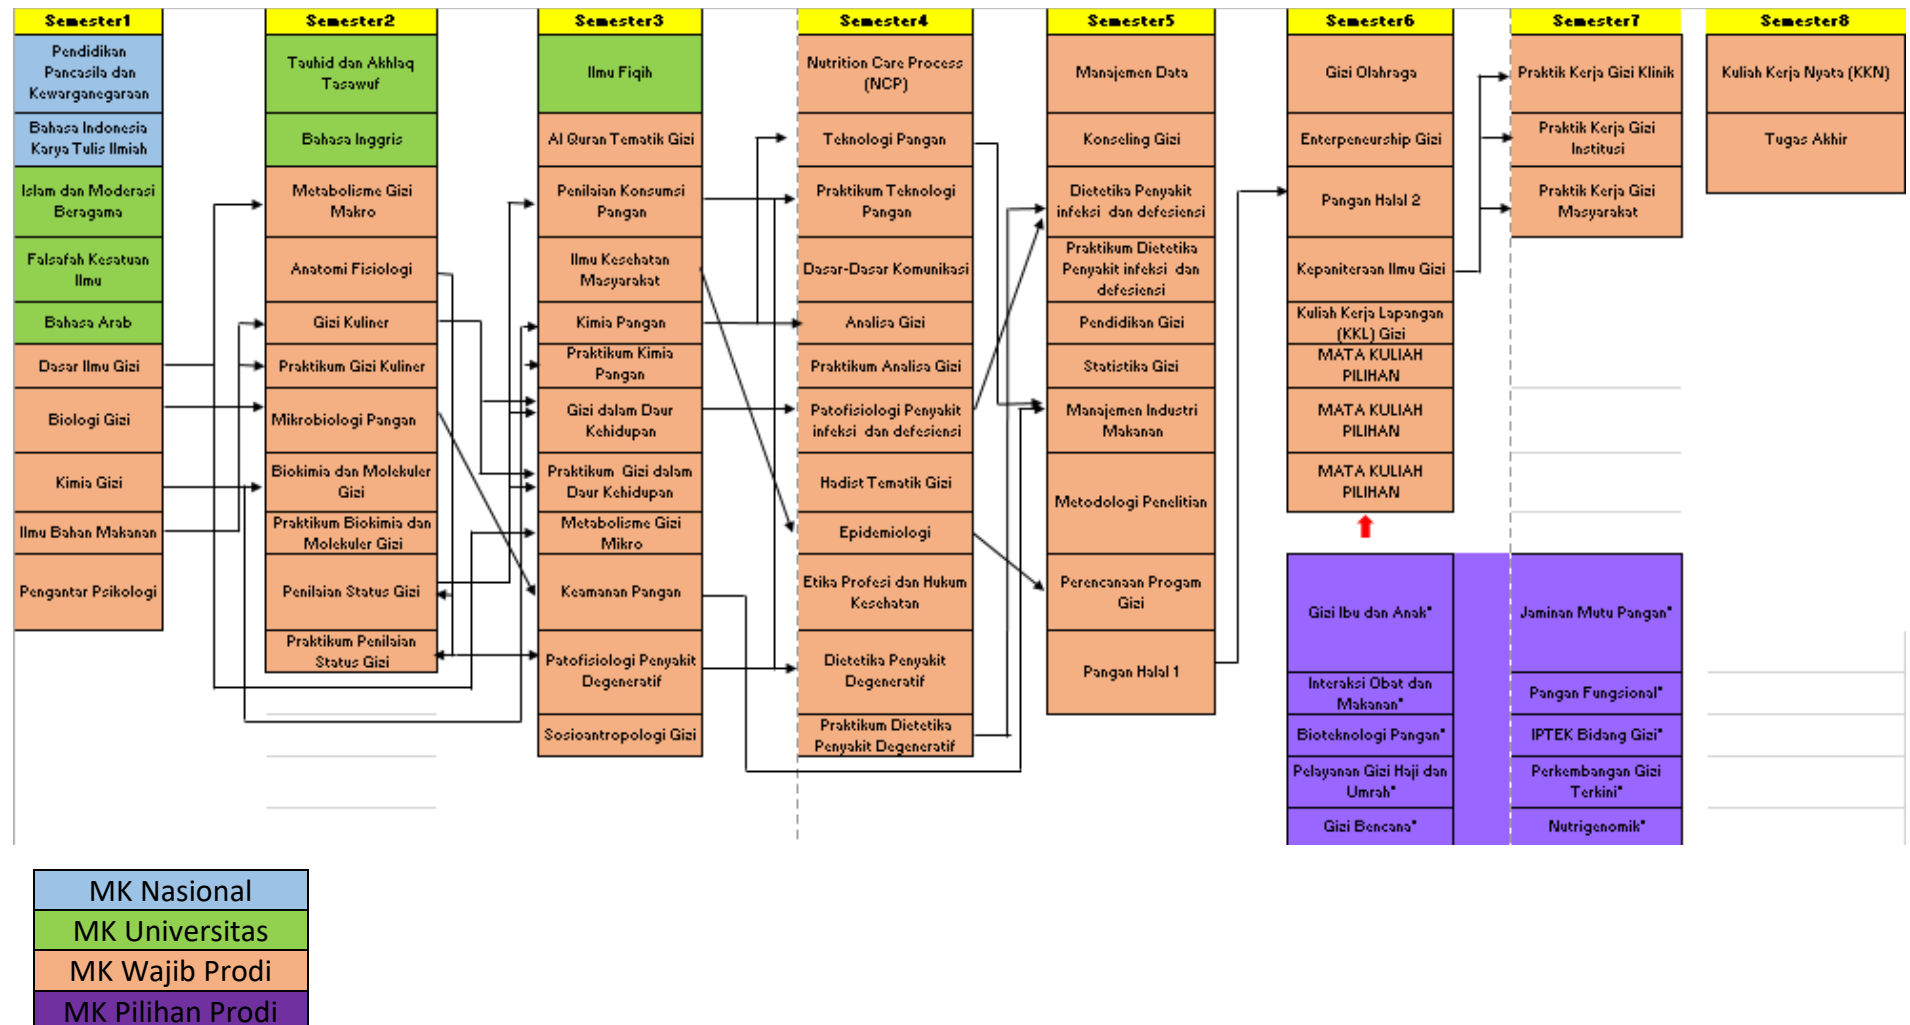 Semester1
Pendidikan
Pancasila dan
Kewarganegaraan
Bahasa Indonesia
Karya Tulis Ilmiah
Islam dan Moderasi
Beragama
Falsafah Kesatuan
Ilmu
Bahasa Arab
Dasar Ilmu Gizi
Biologi Gizi
Kimia Gizi
Ilmu Bahan Makanan
Pengantar Psikologi
Semester2
Tauhid dan Akhlaq
Tasawuf
Bahasa Inggris
Metabolisme Gizi
Makro
Anatomi Fisiologi
Gizi Kuliner
Praktikum Gizi Kuliner
Mikrobiologi Pangan
Biokimia dan Molekuler
Gizi
Praktikum Biokimia dan
Molekuler Gizi
Penilaian Status Gizi
Praktikum Penilaian
Status Gizi
Semester3
Ilmu Fiqih
Al Quran Tematik Gizi
Penilaian Konsumsi
Pangan
Ilmu Kesehatan
Masyarakat
Kimia Pangan
Praktikum Kimia
Pangan
Gizi dalam Daur
Kehidupan
Praktikum Gizi dalam
Daur Kehidupan
Metabolisme Gizi
Mikro
Keamanan Pangan
Patofisiologi Penyakit
Degeneratif
Sosioantropologi Gizi
Semester4
Nutrition Care Process
(NCP)
Teknologi Pangan
Praktikum Teknologi
Pangan
Dasar-Dasar Komunikasi
Analisa Gizi
Praktikum Analisa Gizi
Patofisiologi Penyakit
infeksi dan defesiensi
Hadist Tematik Gizi
Epidemiologi
Etika Profesi dan Hukum
Kesehatan
Dietetika Penyakit
Degeneratif
Praktikum Dietetika
Penyakit Degeneratif
Semester5
Manajemen Data
Konseling Gizi
Dietetika Penyakit
infeksi dan defesiensi
Praktikum Dietetika
Penyakit infeksi dan
defesiensi
Pendidikan Gizi
Statistika Gizi
Manajemen Industri
Makanan
Metodologi Penelitian
Perencanaan Progam
Gizi
Pangan Halal 1
Semester6
Gizi Olahraga
Enterpeneurship Gizi
Pangan Halal 2
Kepaniteraan Ilmu Gizi
Kuliah Kerja Lapangan
(KKL) Gizi
MATA KULIAH
PILIHAN
MATA KULIAH
PILIHAN
MATA KULIAH
PILIHAN
Gizi Ibu dan Anak*
Interaksi Obat dan
Makanan*
Bioteknologi Pangan*
Pelayanan Gizi Haji dan
Umrah*
Gizi Bencana*
Semester7
Praktik Kerja Gizi Klinik
Praktik Kerja Gizi
Institusi
Praktik Kerja Gizi
Masyarakat
Jaminan Mutu Pangan*
Pangan Fungsional*
IPTEK Bidang Gizi*
Perkembangan Gizi
Terkini*
Nutrigenomik*
Semester8
Kuliah Kerja Nyata (KKN)
Tugas Akhir
MK Nasional
MK Universitas
MK Wajib Prodi
MK Pilihan Prodi